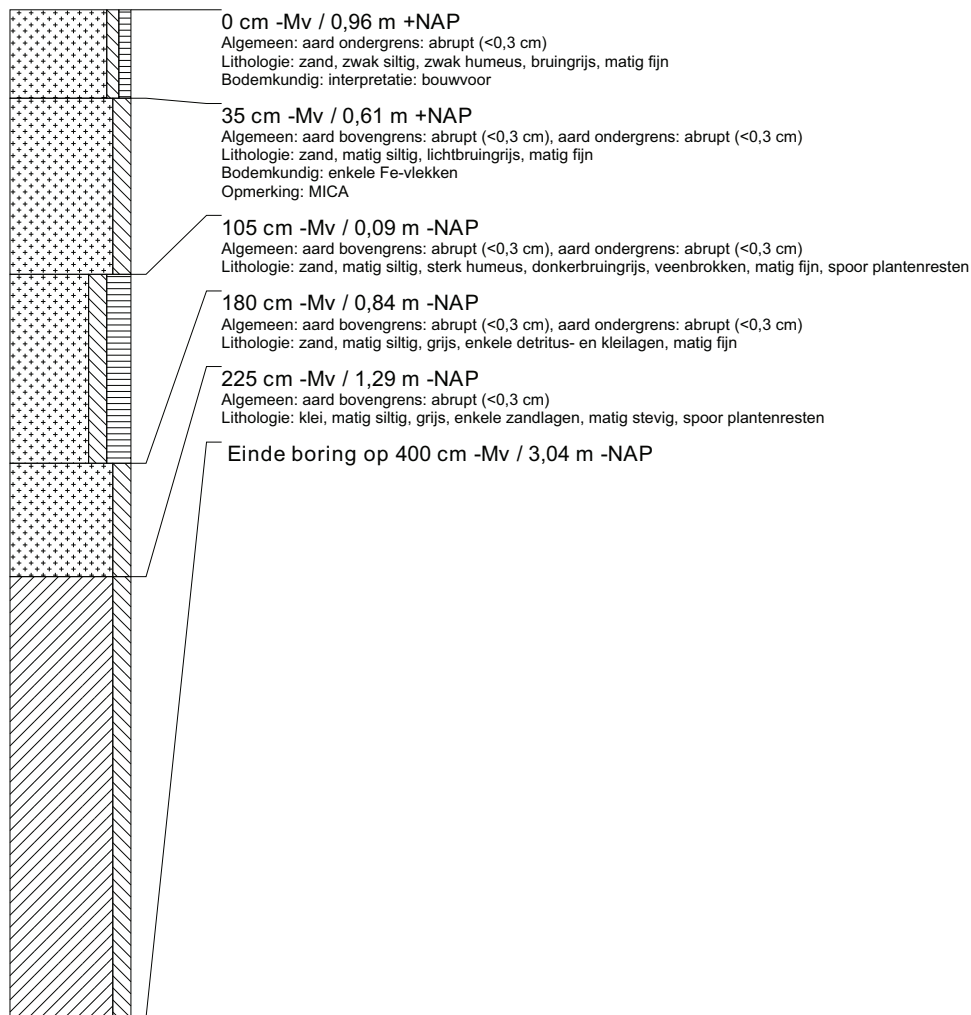 0 cm -Mv / 0,96 m +NAP
Algemeen: aard ondergrens: abrupt (<0,3 cm)
Lithologie: zand, zwak siltig, zwak humeus, bruingrijs, matig fijn
Bodemkundig: interpretatie: bouwvoor
35 cm -Mv / 0,61 m +NAP
Algemeen: aard bovengrens: abrupt (<0,3 cm), aard ondergrens: abrupt (<0,3 cm)
Lithologie: zand, matig siltig, lichtbruingrijs, matig fijn
Bodemkundig: enkele Fe-vlekken
Opmerking: MICA
105 cm -Mv / 0,09 m -NAP
Algemeen: aard bovengrens: abrupt (<0,3 cm), aard ondergrens: abrupt (<0,3 cm)
Lithologie: zand, matig siltig, sterk humeus, donkerbruingrijs, veenbrokken, matig fijn, spoor plantenresten
180 cm -Mv / 0,84 m -NAP
Algemeen: aard bovengrens: abrupt (<0,3 cm), aard ondergrens: abrupt (<0,3 cm)
Lithologie: zand, matig siltig, grijs, enkele detritus- en kleilagen, matig fijn
225 cm -Mv / 1,29 m -NAP
Algemeen: aard bovengrens: abrupt (<0,3 cm)
Lithologie: klei, matig siltig, grijs, enkele zandlagen, matig stevig, spoor plantenresten
Einde boring op 400 cm -Mv / 3,04 m -NAP